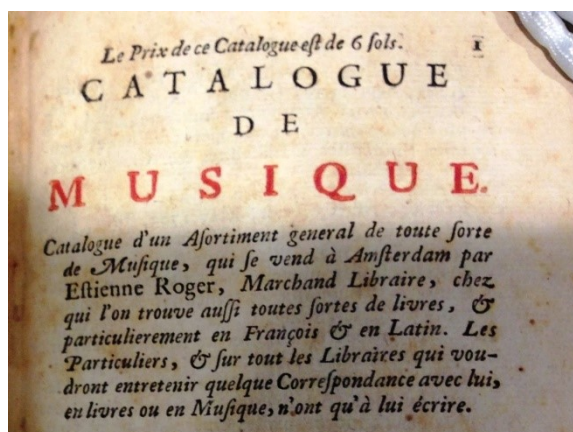 Le Prix de ce Catalogue eſt de 6 ſols. 1
CATALOGUE
DE
MUSIQUE.
Catalogue d'un Aſortiment general de toute ſorte
de Muſique, qui ſe vend à Amſterdam par
Eſtienne Roger, Marchand Libraire, chez
qui l'on trouve auſſi toutes ſortes de livres, &
particulierement en François & en Latin. Les
Particuliers, & ſur tout les Libraires qui vou-
dront entretenir quelque Correſpondance avec lui,
en livres ou en Muſique, n'ont qu'à lui écrire.